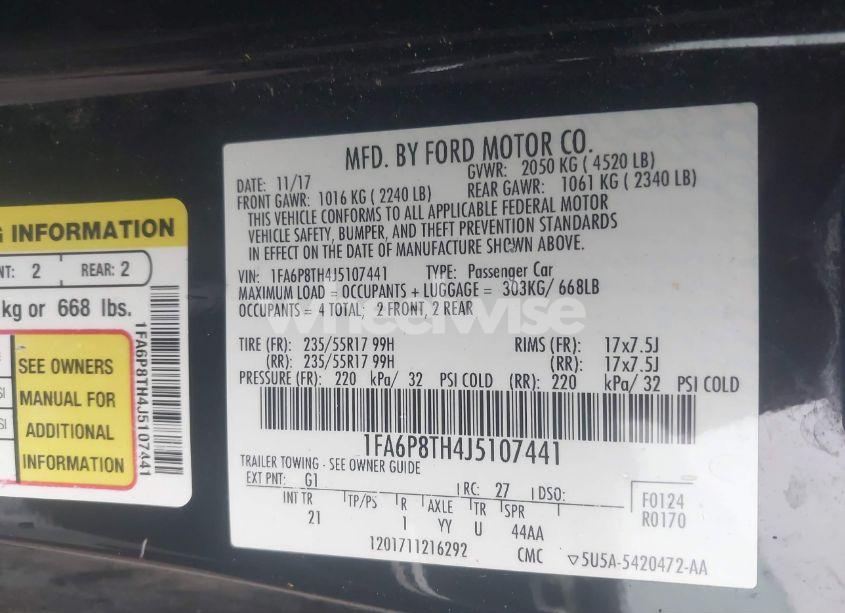 MFD. BY FORD MOTOR CO.
DATE: 11/17 GVWR: 2050 KG ( 4520 LB)
FRONT GAWR: 1016 KG ( 2240 LB) REAR GAWR: 1061 KG ( 2340 LB)
THIS VEHICLE CONFORMS TO ALL APPLICABLE FEDERAL MOTOR
VEHICLE SAFETY, BUMPER, AND THEFT PREVENTION STANDARDS
IN EFFECT ON THE DATE OF MANUFACTURE SHOWN ABOVE.
VIN: 1FA6P8TH4J5107441 TYPE: Passenger Car
MAXIMUM LOAD = OCCUPANTS + LUGGAGE = 303KG/ 668LB
OCCUPANTS = 4 TOTAL; 2 FRONT, 2 REAR
wheelwise
TIRE (FR): 235/55R17 99H RIMS (FR): 17x7.5J
(RR): 235/55R17 99H (RR): 17x7.5J
PRESSURE (FR): 220 kPa/ 32 PSI COLD (RR): 220 kPa/ 32 PSI COLD
1FA6P8TH4J5107441
TRAILER TOWING - SEE OWNER GUIDE
EXT PNT: G1 RC: 27 DSO: F0124
R0170
INT TR TP/PS R AXLE TR SPR
21 1 YY U 44AA
1201711216292 CMC 5U5A-5420472-AA
G INFORMATION
NT: 2 REAR: 2
kg or 668 lbs.
SEE OWNERS
MANUAL FOR
ADDITIONAL
INFORMATION
SI
SI
1FA6P8TH4J5107441